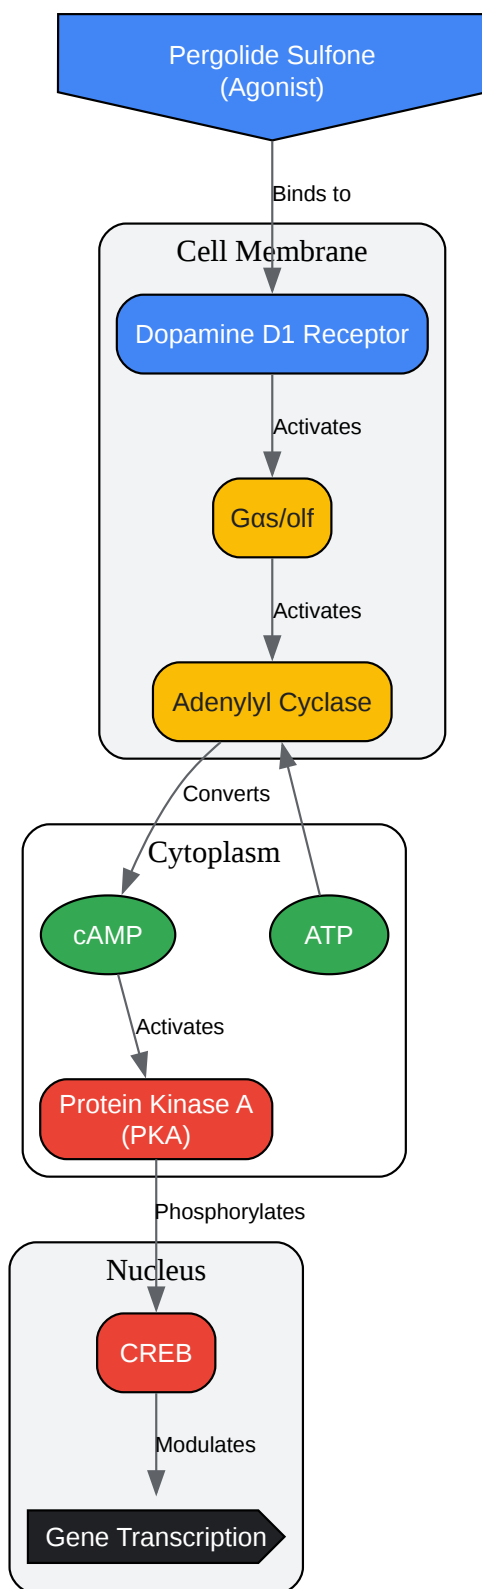 Pergolide Sulfone
(Agonist)
Binds to
Cell Membrane
Dopamine D1 Receptor
Activates
Gαs/olf
Activates
Adenylyl Cyclase
Converts
Cytoplasm
cAMP
ATP
Activates
Protein Kinase A
(PKA)
Phosphorylates
Nucleus
CREB
Modulates
Gene Transcription